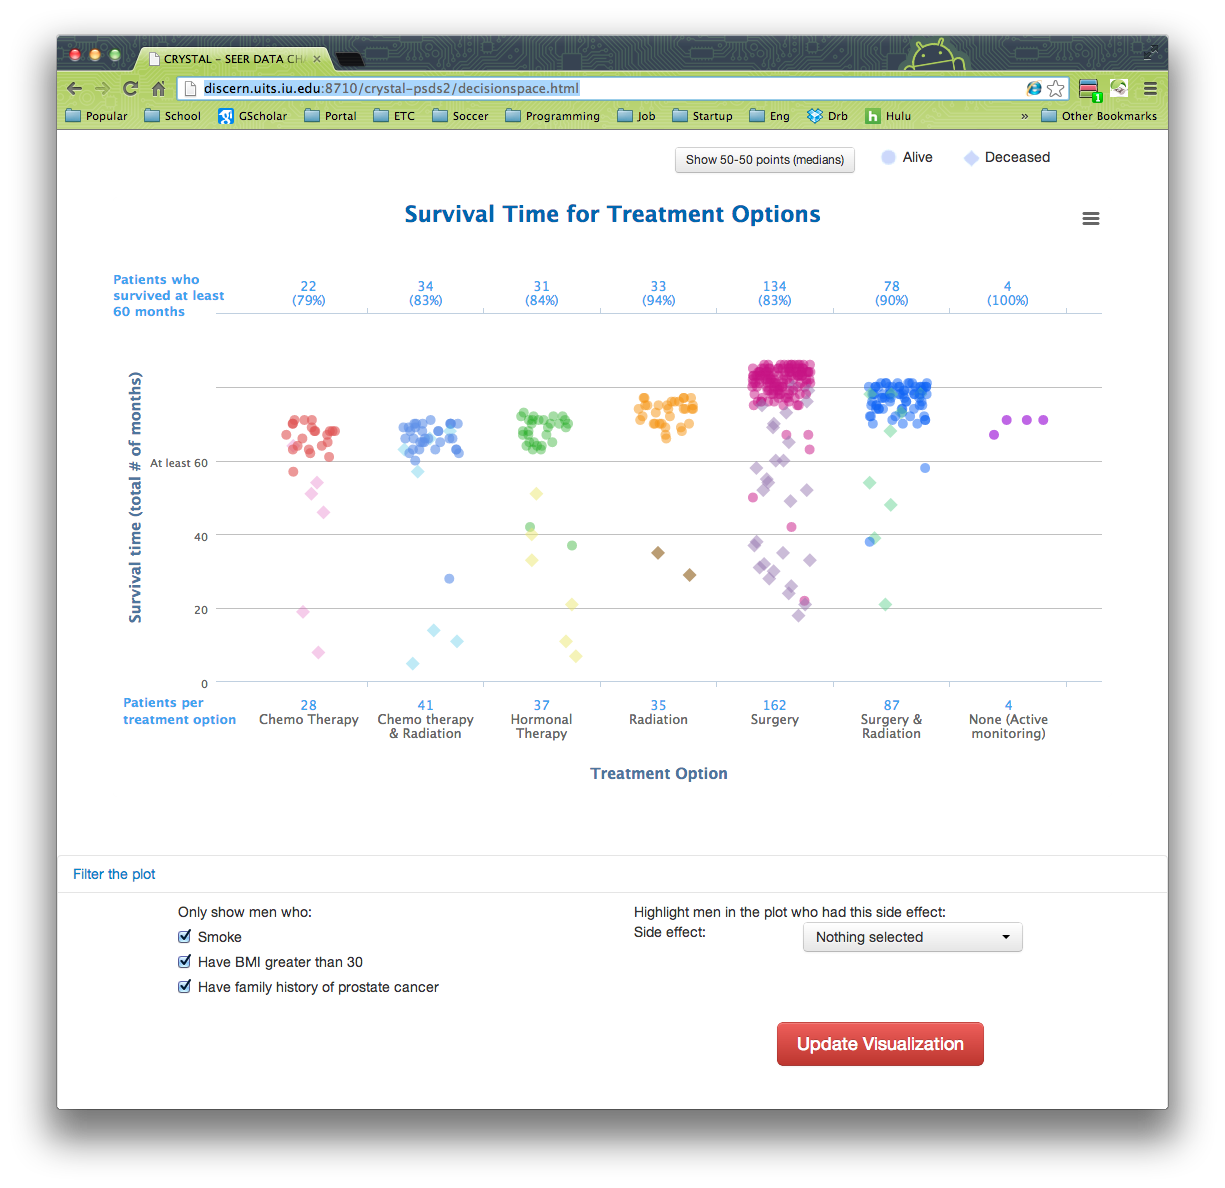 CRYSTAL – SEER DATA CH
discern.uits.iu.edu:8710/crystal-psds2/decisionspace.html
1
Popular School GScholar Portal ETC Soccer Programming Job Startup Eng Drb h Hulu » Other Bookmarks
Show 50-50 points (medians) Alive Deceased
Survival Time for Treatment Options
Patients who
survived at least
60 months
22 34 31 33 134 78 4
(79%) (83%) (84%) (94%) (83%) (90%) (100%)
Survival time (total # of months)
At least 60
40
20
0
Patients per
treatment option
28 41 37 35 162 87 4
Chemo Therapy Chemo therapy Hormonal Radiation Surgery Surgery & None (Active
& Radiation Therapy Radiation monitoring)
Treatment Option
Filter the plot
Only show men who:
Smoke
Have BMI greater than 30
Have family history of prostate cancer
Highlight men in the plot who had this side effect:
Side effect: Nothing selected
Update Visualization